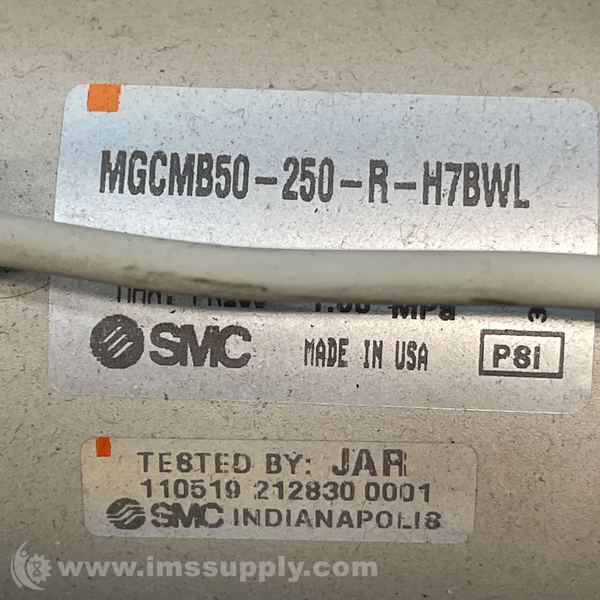 MGCMB50-250-R-H7BWL
MPa
SMC MADE IN USA PSI
TESTED BY: JAR
110519 212830 0001
SMC INDIANAPOLIS
www.imssupply.com